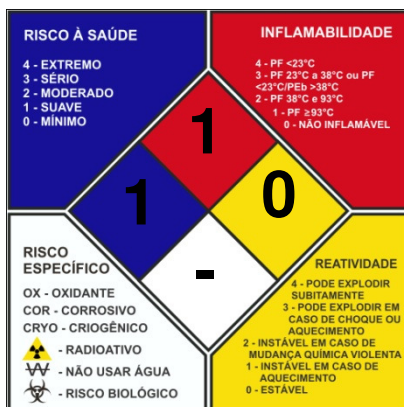 RISCO À SAÚDE
4 - EXTREMO
3 - SÉRIO
2 - MODERADO
1 - SUAVE
0 - MÍNIMO
INFLAMABILIDADE
4 - PF <23°C
3 - PF 23°C a 38°C ou PF
<23°C/PEb >38°C
2 - PF 38°C e 93°C
1 - PF ≥93°C
0 - NÃO INFLAMÁVEL
1
1
0
-
RISCO
ESPECÍFICO
OX - OXIDANTE
COR - CORROSIVO
CRYO - CRIOGÊNICO
- RADIOATIVO
W - NÃO USAR ÁGUA
- RISCO BIOLÓGICO
REATIVIDADE
4 - PODE EXPLODIR
SUBITAMENTE
3 - PODE EXPLODIR EM
CASO DE CHOQUE OU
AQUECIMENTO
2 - INSTÁVEL EM CASO DE
MUDANÇA QUÍMICA VIOLENTA
1 - INSTÁVEL EM CASO DE
AQUECIMENTO
0 - ESTÁVEL